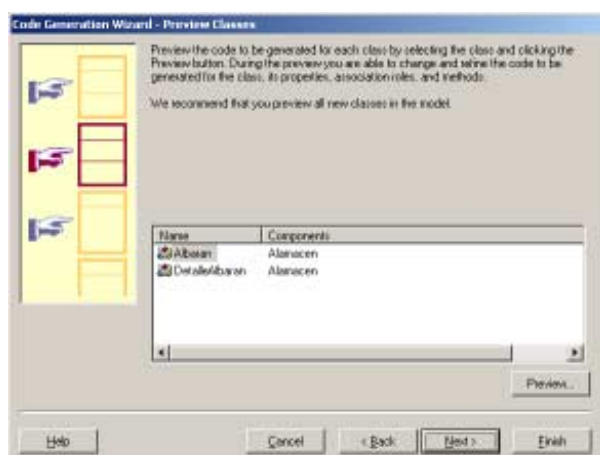 Code Generation Wizard - Preview Classes
Preview the code to be generated for each class by selecting the class and clicking the
Preview button. During the preview you are able to change and refine the code to be
generated for the class, its properties, association roles, and methods.
We recommend that you preview all new classes in the model.
Name Components
Albaran Alamacen
DetalleAlbaran Alamacen
Preview...
Help Cancel < Back Next > Finish